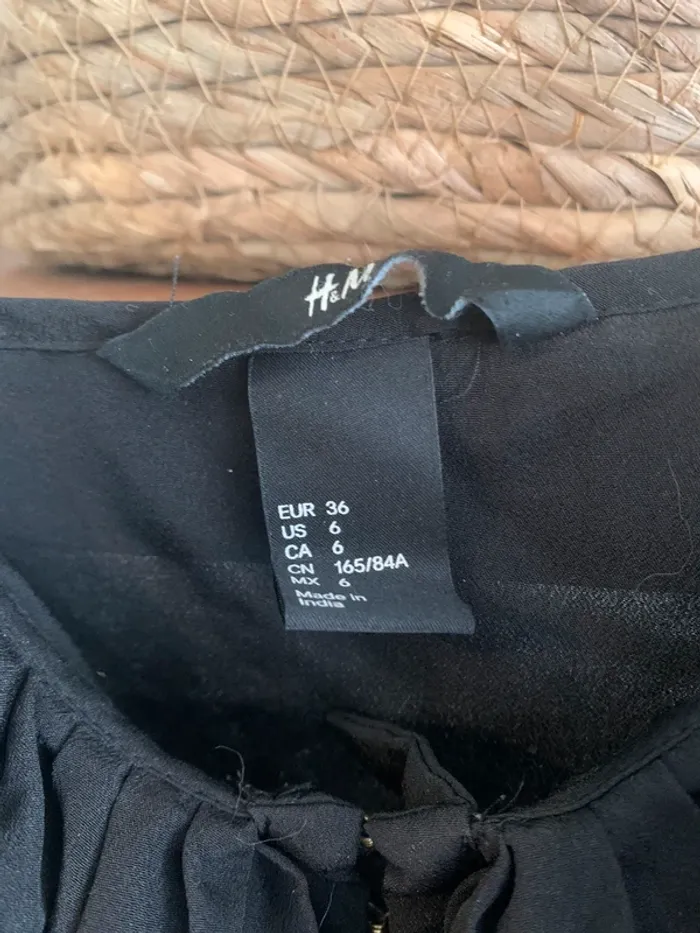 H&M
EUR 36
US 6
CA 6
CN 165/84A
MX 6
Made in
India